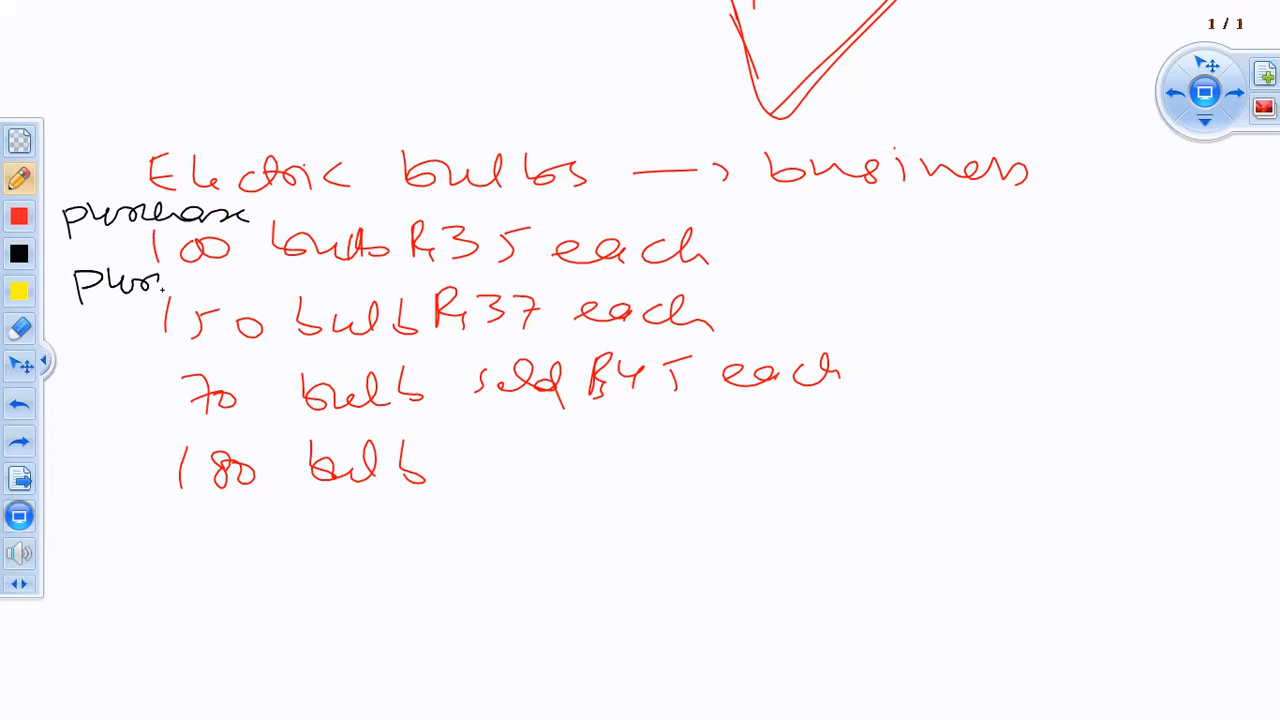 1 / 1
Electric bulbs → business
purchase
100 bulbs Rs 35 each
pur
150 bulb Rs 37 each
70 bulb sold Rs 45 each
180 bulb